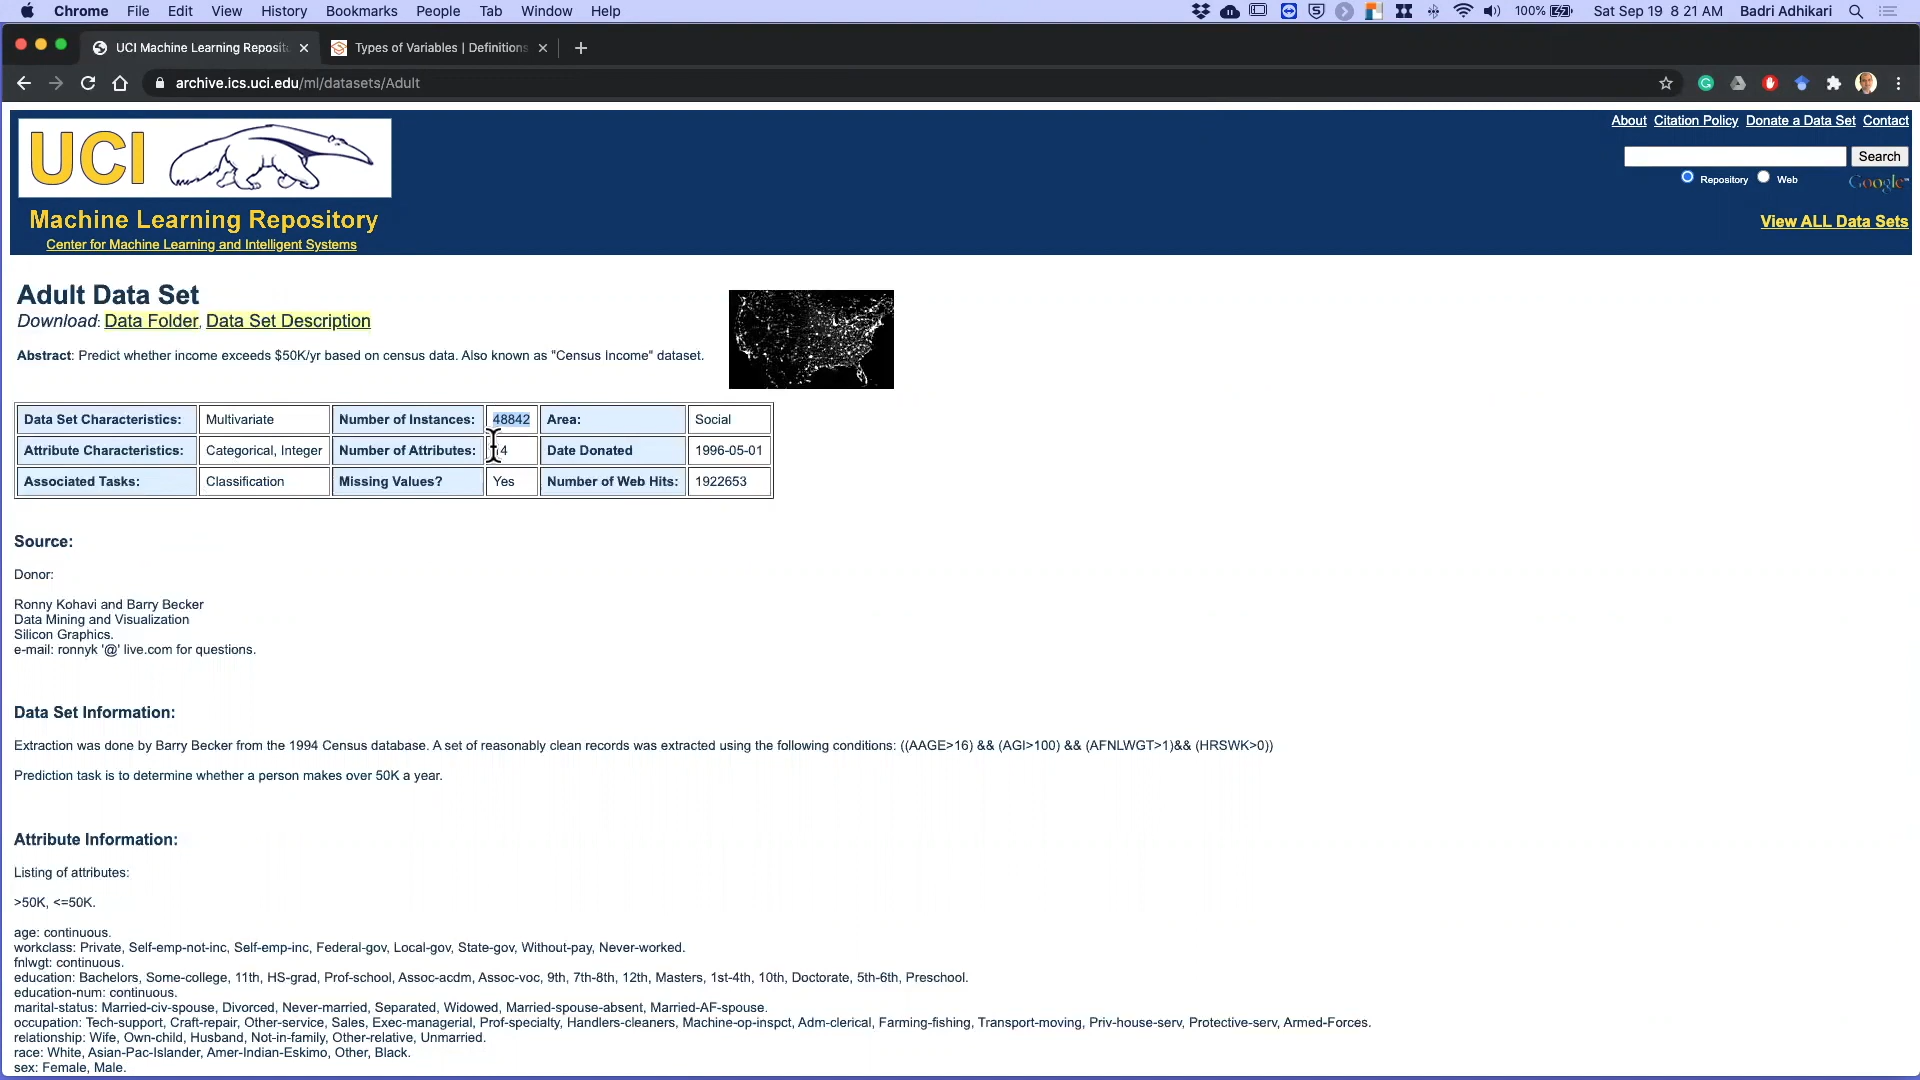 Chrome File Edit View History Bookmarks People Tab Window Help 100% Sat Sep 19 8 21 AM Badri Adhikari
UCI Machine Learning Reposit Types of Variables | Definitions
archive.ics.uci.edu/ml/datasets/Adult
About Citation Policy Donate a Data Set Contact
UCI
Search
Repository Web Google™
Machine Learning Repository
View ALL Data Sets
Center for Machine Learning and Intelligent Systems
Adult Data Set
Download: Data Folder, Data Set Description
Abstract: Predict whether income exceeds $50K/yr based on census data. Also known as "Census Income" dataset.
Data Set Characteristics: Multivariate Number of Instances: 48842 Area: Social
Attribute Characteristics: Categorical, Integer Number of Attributes: 4 Date Donated 1996-05-01
Associated Tasks: Classification Missing Values? Yes Number of Web Hits: 1922653
Source:
Donor:
Ronny Kohavi and Barry Becker
Data Mining and Visualization
Silicon Graphics.
e-mail: ronnyk '@' live.com for questions.
Data Set Information:
Extraction was done by Barry Becker from the 1994 Census database. A set of reasonably clean records was extracted using the following conditions: ((AAGE>16) && (AGI>100) && (AFNLWGT>1)&& (HRSWK>0))
Prediction task is to determine whether a person makes over 50K a year.
Attribute Information:
Listing of attributes:
>50K, <=50K.
age: continuous.
workclass: Private, Self-emp-not-inc, Self-emp-inc, Federal-gov, Local-gov, State-gov, Without-pay, Never-worked.
fnlwgt: continuous.
education: Bachelors, Some-college, 11th, HS-grad, Prof-school, Assoc-acdm, Assoc-voc, 9th, 7th-8th, 12th, Masters, 1st-4th, 10th, Doctorate, 5th-6th, Preschool.
education-num: continuous.
marital-status: Married-civ-spouse, Divorced, Never-married, Separated, Widowed, Married-spouse-absent, Married-AF-spouse.
occupation: Tech-support, Craft-repair, Other-service, Sales, Exec-managerial, Prof-specialty, Handlers-cleaners, Machine-op-inspct, Adm-clerical, Farming-fishing, Transport-moving, Priv-house-serv, Protective-serv, Armed-Forces.
relationship: Wife, Own-child, Husband, Not-in-family, Other-relative, Unmarried.
race: White, Asian-Pac-Islander, Amer-Indian-Eskimo, Other, Black.
sex: Female, Male.